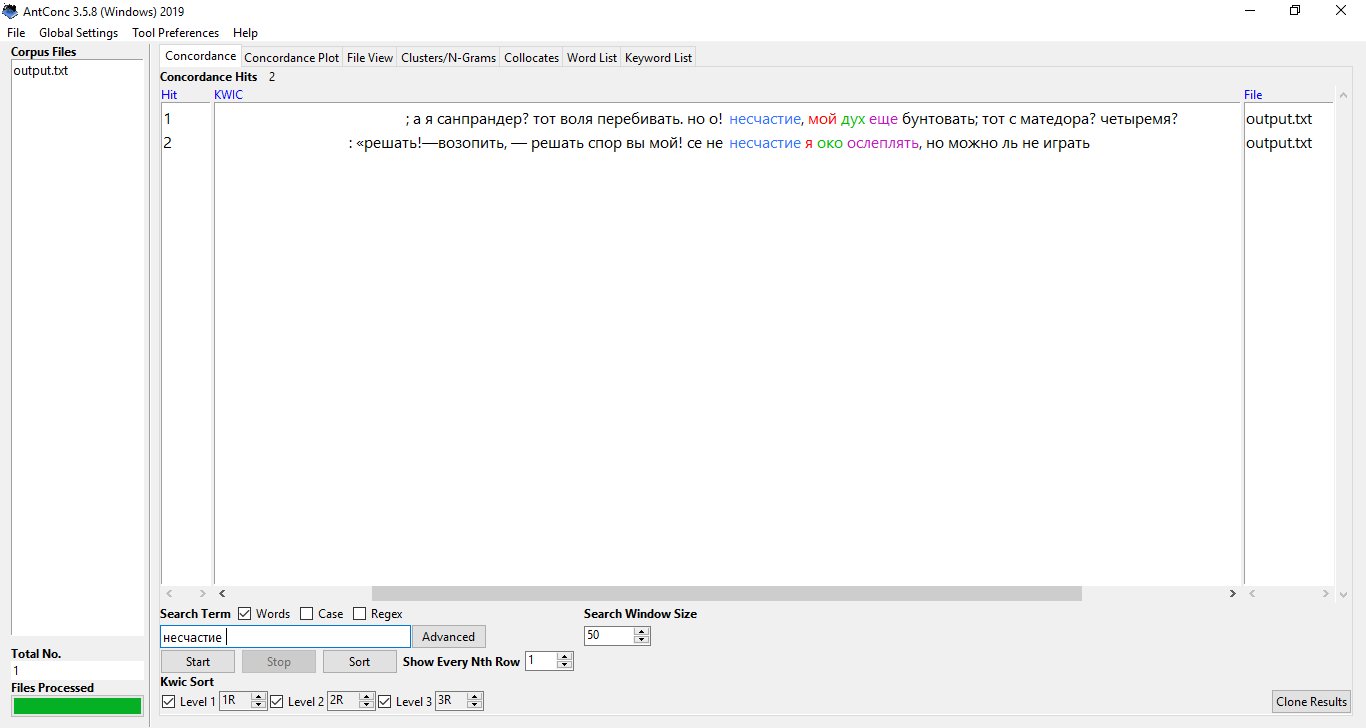 AntConc 3.5.8 (Windows) 2019
File Global Settings Tool Preferences Help
Corpus Files
output.txt
Concordance Concordance Plot File View Clusters/N-Grams Collocates Word List Keyword List
Concordance Hits 2
Hit KWIC File
1 ; а я санпрандер? тот воля перебивать. но о! несчастие, мой дух еще бунтовать; тот с матедора? четыремя? output.txt
2 : «решать!—возопить, — решать спор вы мой! се не несчастие я око ослеплять, но можно ль не играть output.txt
Search Term Words Case Regex Search Window Size
несчастие Advanced 50
Start Stop Sort Show Every Nth Row 1
Kwic Sort
Level 1 1R Level 2 2R Level 3 3R Clone Results
Total No.
1
Files Processed